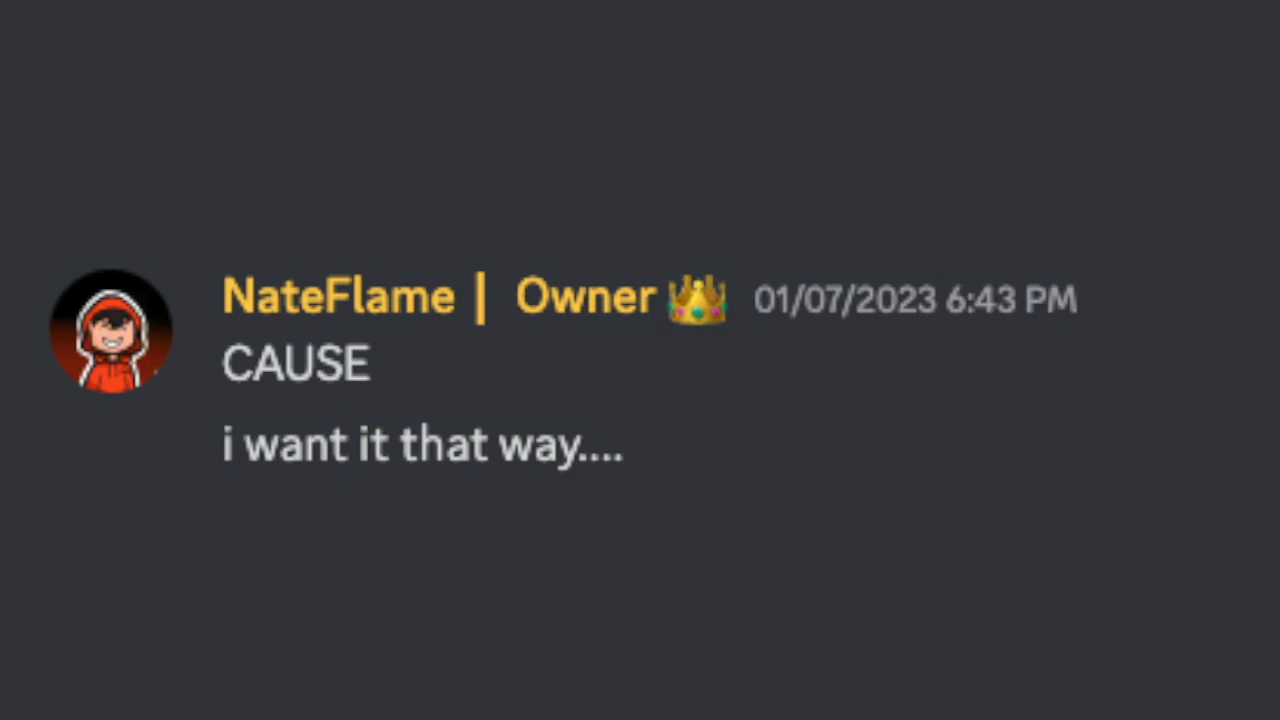 NateFlame | Owner 👑 01/07/2023 6:43 PM
CAUSE
i want it that way....